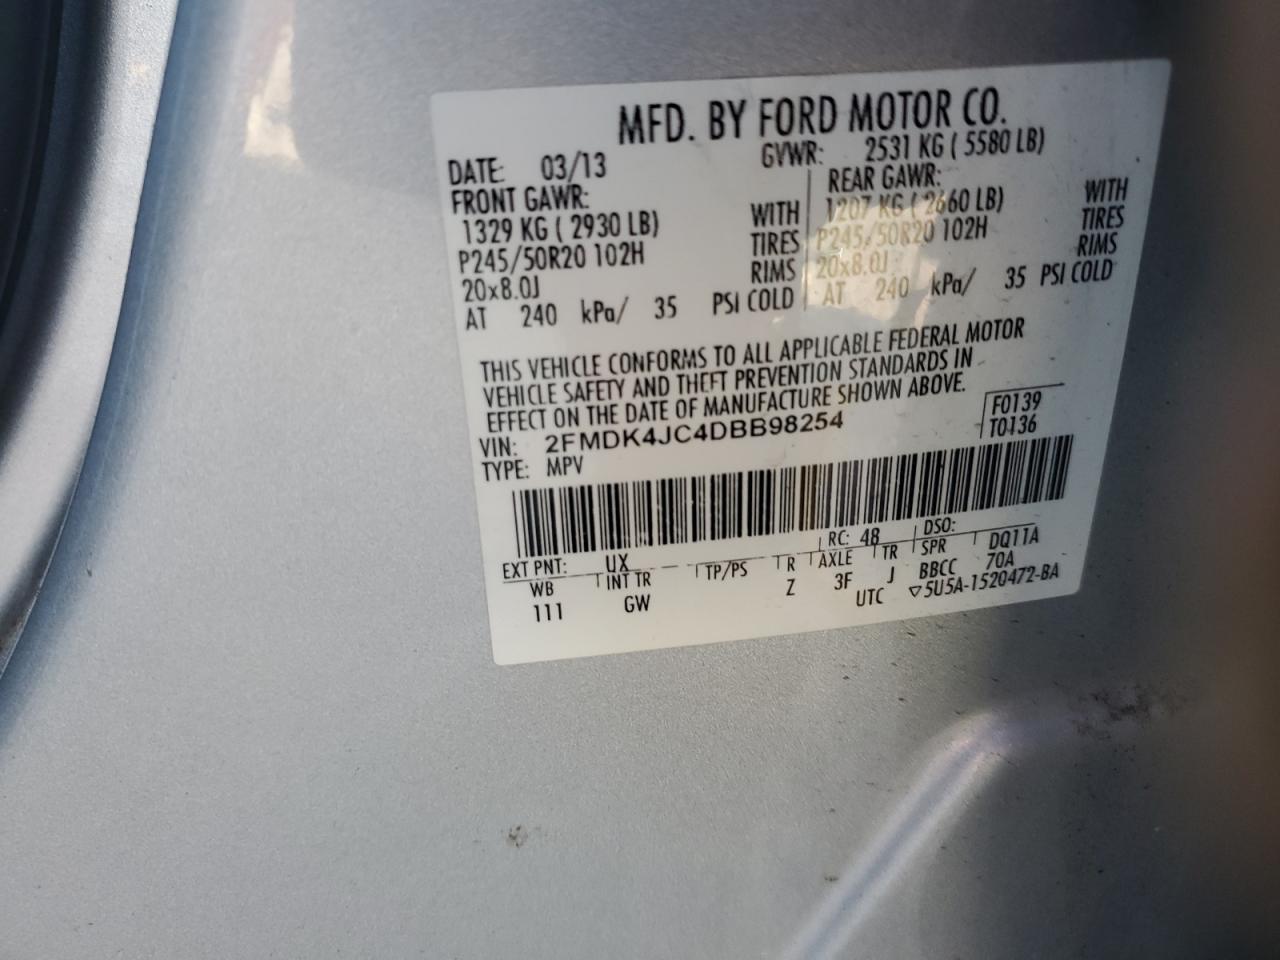 MFD. BY FORD MOTOR CO.
DATE: 03/13 GVWR: 2531 KG ( 5580 LB)
FRONT GAWR: REAR GAWR:
1329 KG ( 2930 LB) WITH 1207 KG ( 2660 LB) WITH
P245/50R20 102H TIRES P245/50R20 102H TIRES
20x8.0J RIMS 20x8.0J RIMS
AT 240 kPa/ 35 PSI COLD AT 240 kPa/ 35 PSI COLD
THIS VEHICLE CONFORMS TO ALL APPLICABLE FEDERAL MOTOR
VEHICLE SAFETY AND THEFT PREVENTION STANDARDS IN
EFFECT ON THE DATE OF MANUFACTURE SHOWN ABOVE.
VIN: 2FMDK4JC4DBB98254 F0139
TYPE: MPV T0136
EXT PNT: UX RC: 48 DSO:
WB INT TR TP/PS R AXLE TR SPR DQ11A
111 GW Z 3F J BBCC 70A
UTC ▽5U5A-1520472-BA